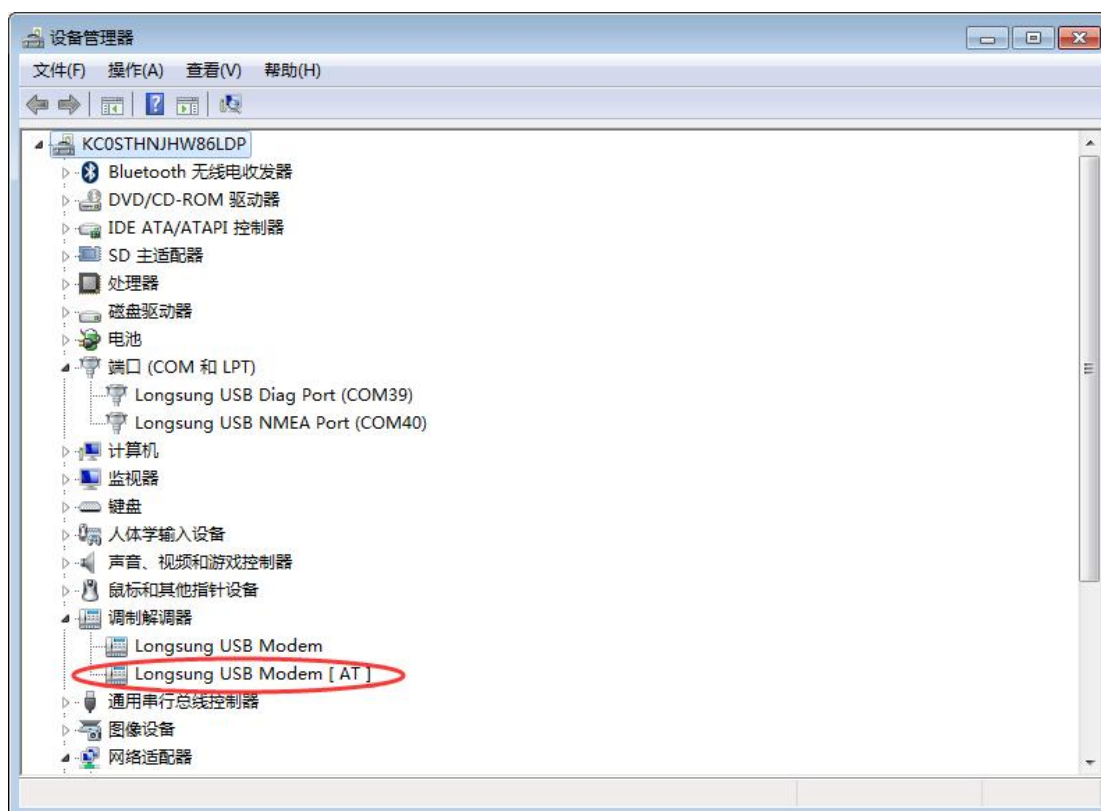 设备管理器
文件(F) 操作(A) 查看(V) 帮助(H)
KC0STHNJHW86LDP
Bluetooth 无线电收发器
DVD/CD-ROM 驱动器
IDE ATA/ATAPI 控制器
SD 主适配器
处理器
磁盘驱动器
电池
端口 (COM 和 LPT)
Longsung USB Diag Port (COM39)
Longsung USB NMEA Port (COM40)
计算机
监视器
键盘
人体学输入设备
声音、视频和游戏控制器
鼠标和其他指针设备
调制解调器
Longsung USB Modem
Longsung USB Modem [ AT ]
通用串行总线控制器
图像设备
网络适配器